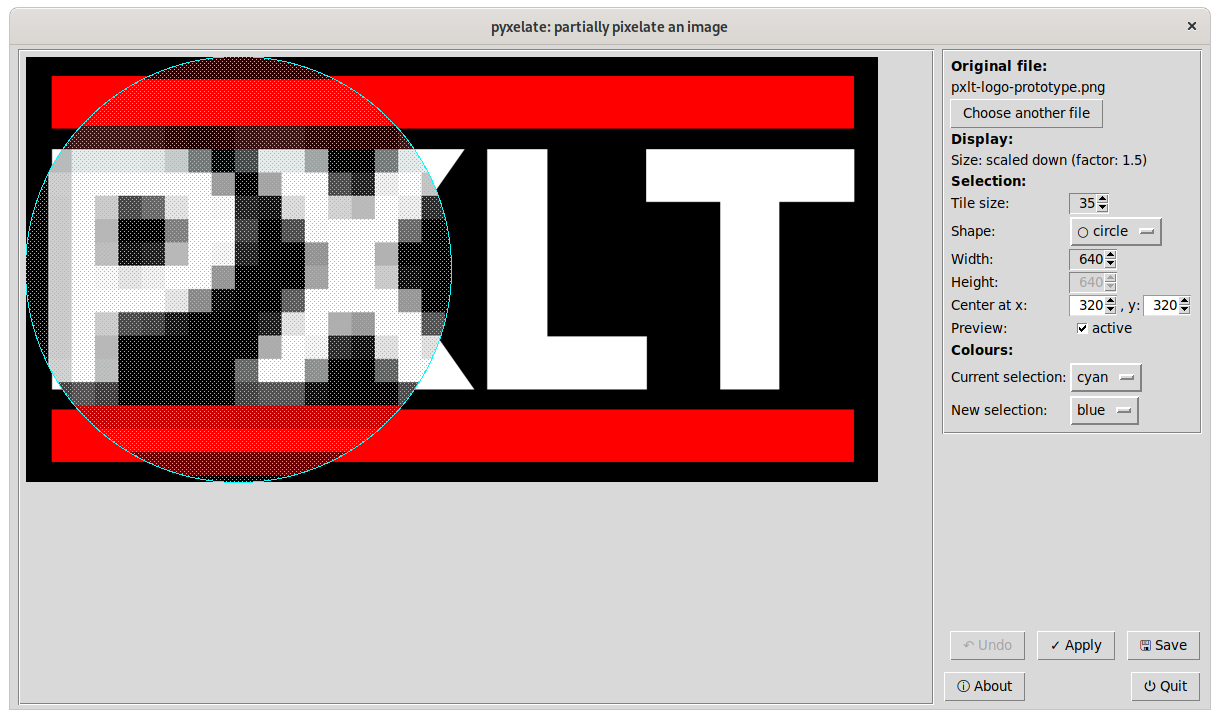 pyxelate: partially pixelate an image ×
PXLT
Original file:
pxlt-logo-prototype.png
Choose another file
Display:
Size: scaled down (factor: 1.5)
Selection:
Tile size: 35
Shape: ○ circle
Width: 640
Height: 640
Center at x: 320 , y: 320
Preview: ✓ active
Colours:
Current selection: cyan
New selection: blue
↶ Undo ✓ Apply 🖫 Save
ⓘ About ⏻ Quit